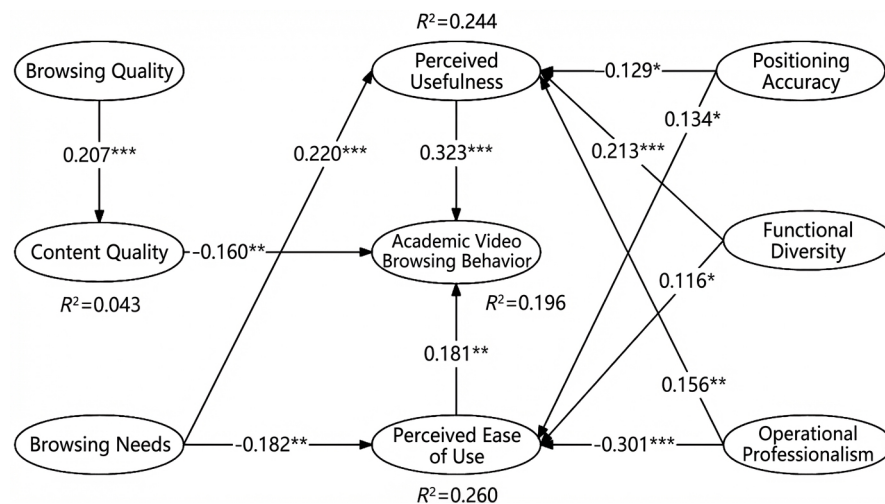 R²=0.244
Browsing Quality
Perceived
Usefulness
-0.129*
Positioning
Accuracy
0.134*
0.207***
0.220***
0.323***
0.213***
Content Quality
-0.160**
Academic Video
Browsing Behavior
Functional
Diversity
0.116*
R²=0.043
R²=0.196
0.181**
0.156**
Browsing Needs
-0.182**
Perceived Ease
of Use
-0.301***
Operational
Professionalism
R²=0.260